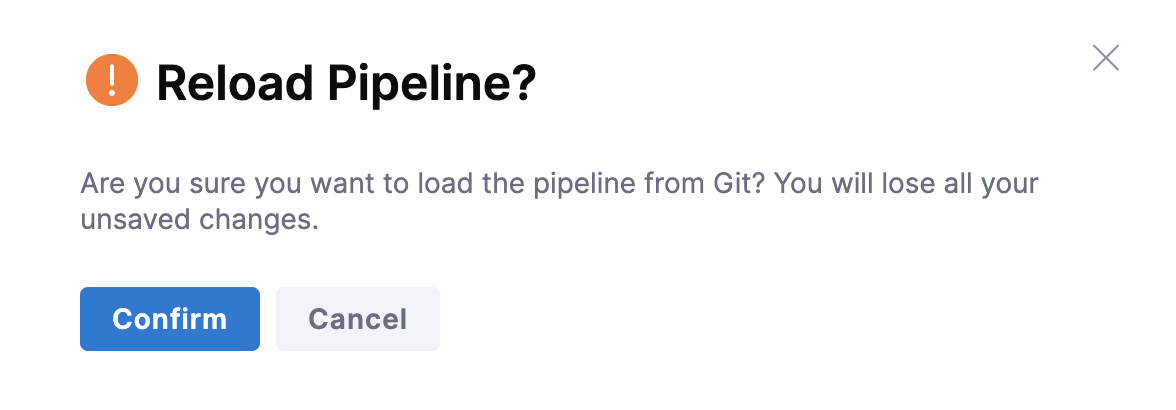 Reload Pipeline?
Are you sure you want to load the pipeline from Git? You will lose all your
unsaved changes.
Confirm
Cancel